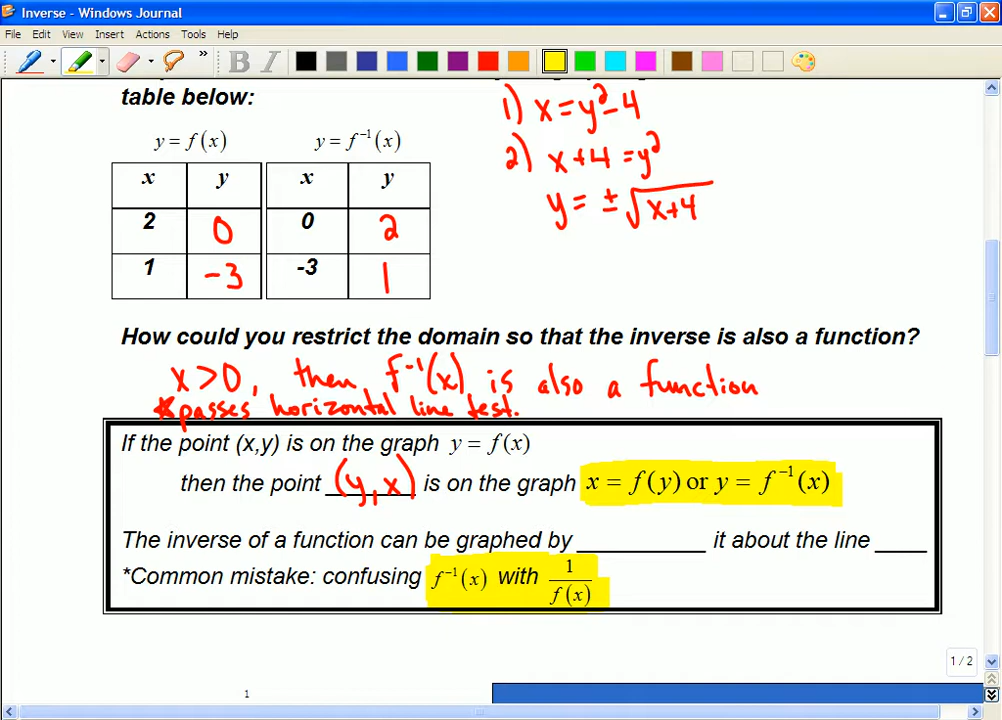 Inverse - Windows Journal
File Edit View Insert Actions Tools Help
B I
table below:
1) x = y² - 4
2) x + 4 = y²
y = ± √(x+4)
y = f(x) y = f⁻¹(x)
x y x y
2 0 0 2
1 -3 -3 1
How could you restrict the domain so that the inverse is also a function?
x > 0, then f⁻¹(x) is also a function
*passes horizontal line test.
If the point (x,y) is on the graph y = f(x)
then the point (y, x) is on the graph x = f(y) or y = f⁻¹(x)
The inverse of a function can be graphed by __________ it about the line ____
*Common mistake: confusing f⁻¹(x) with 1/f(x)
1 / 2
1